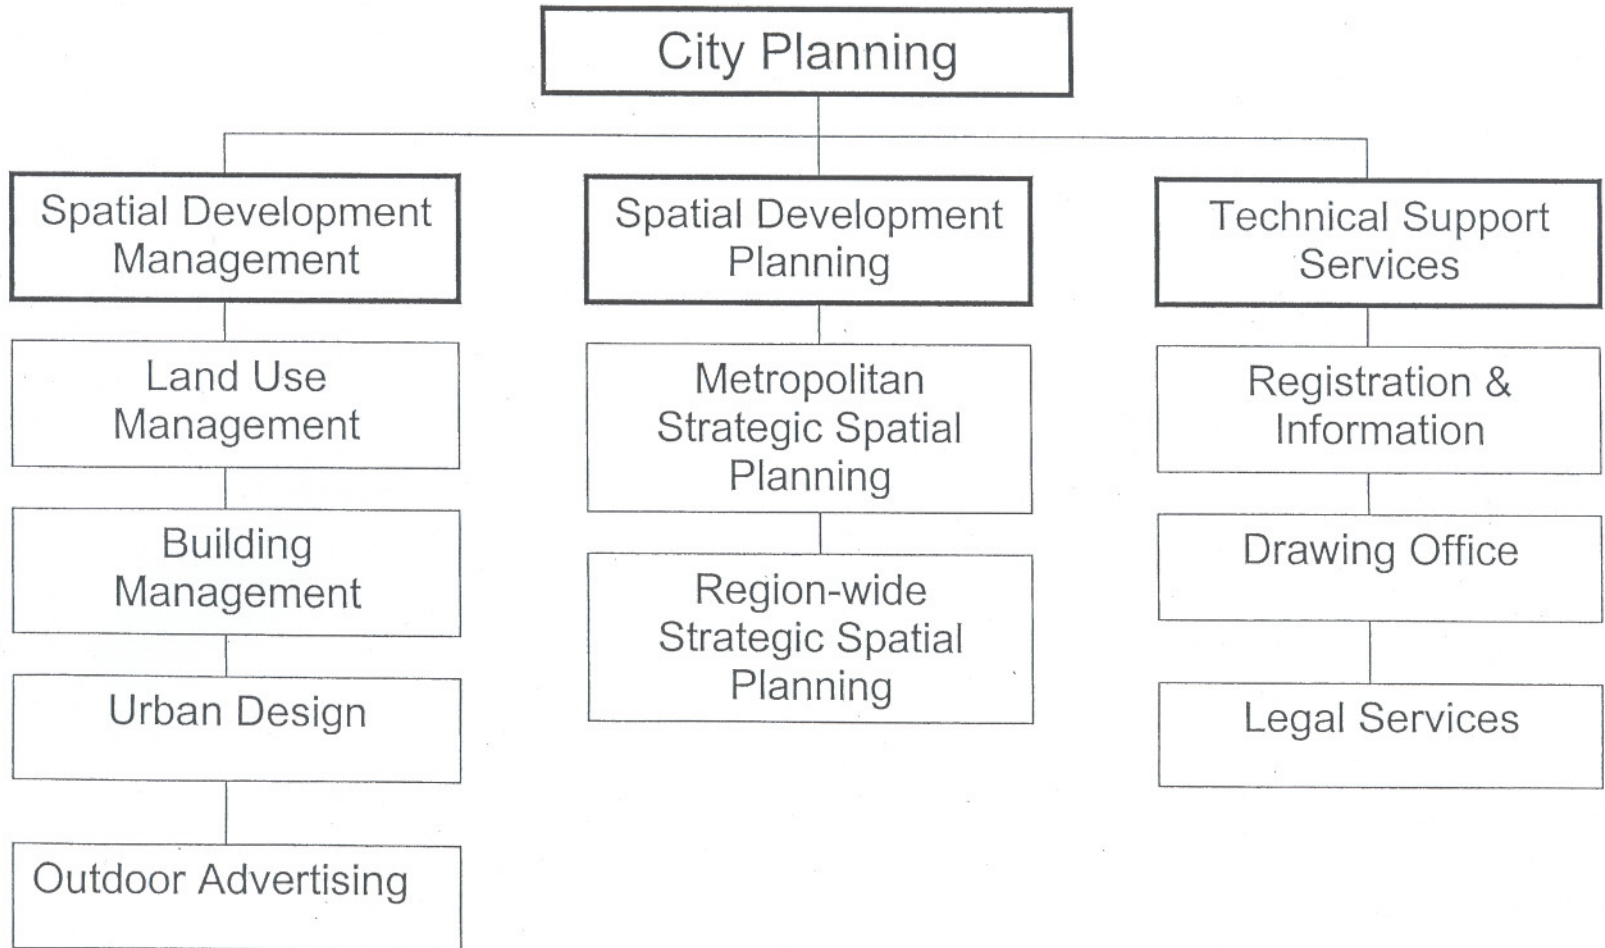 City Planning
Spatial Development
Management
Spatial Development
Planning
Technical Support
Services
Land Use
Management
Metropolitan
Strategic Spatial
Planning
Registration &
Information
Building
Management
Region-wide
Strategic Spatial
Planning
Drawing Office
Urban Design
Legal Services
Outdoor Advertising